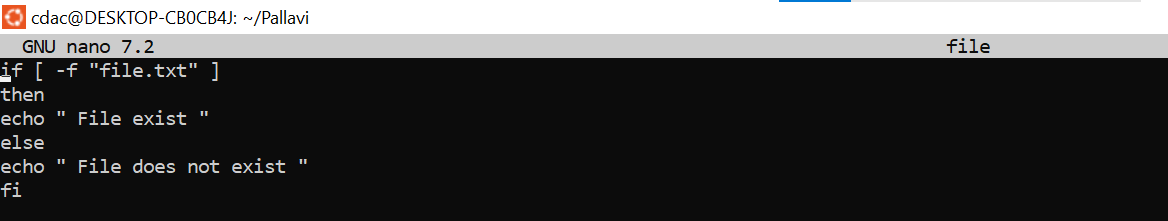 cdac@DESKTOP-CB0CB4J: ~/Pallavi
GNU nano 7.2 file
if [ -f "file.txt" ]
then
echo " File exist "
else
echo " File does not exist "
fi